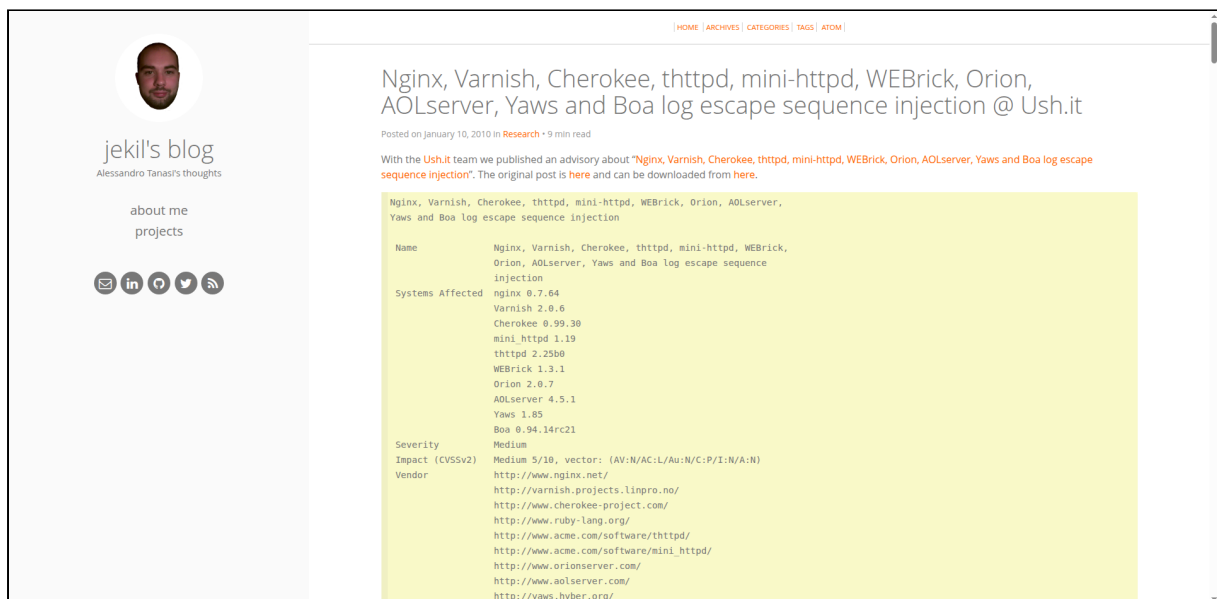 jekil's blog
Alessandro Tanasi's thoughts
about me
projects
HOME ARCHIVES CATEGORIES TAGS ATOM
Nginx, Varnish, Cherokee, thttpd, mini-httpd, WEBrick, Orion,
AOLserver, Yaws and Boa log escape sequence injection @ Ush.it
Posted on January 10, 2010 in Research • 9 min read
With the Ush.it team we published an advisory about “Nginx, Varnish, Cherokee, thttpd, mini-httpd, WEBrick, Orion, AOLserver, Yaws and Boa log escape
sequence injection”. The original post is here and can be downloaded from here.
Nginx, Varnish, Cherokee, thttpd, mini-httpd, WEBrick, Orion, AOLserver,
Yaws and Boa log escape sequence injection
Name Nginx, Varnish, Cherokee, thttpd, mini-httpd, WEBrick,
Orion, AOLserver, Yaws and Boa log escape sequence
injection
Systems Affected nginx 0.7.64
Varnish 2.0.6
Cherokee 0.99.30
mini_httpd 1.19
thttpd 2.25b0
WEBrick 1.3.1
Orion 2.0.7
AOLserver 4.5.1
Yaws 1.85
Boa 0.94.14rc21
Severity Medium
Impact (CVSSv2) Medium 5/10, vector: (AV:N/AC:L/Au:N/C:P/I:N/A:N)
Vendor http://www.nginx.net/
http://varnish.projects.linpro.no/
http://www.cherokee-project.com/
http://www.ruby-lang.org/
http://www.acme.com/software/thttpd/
http://www.acme.com/software/mini_httpd/
http://www.orionserver.com/
http://www.aolserver.com/
http://yaws.hyber.org/